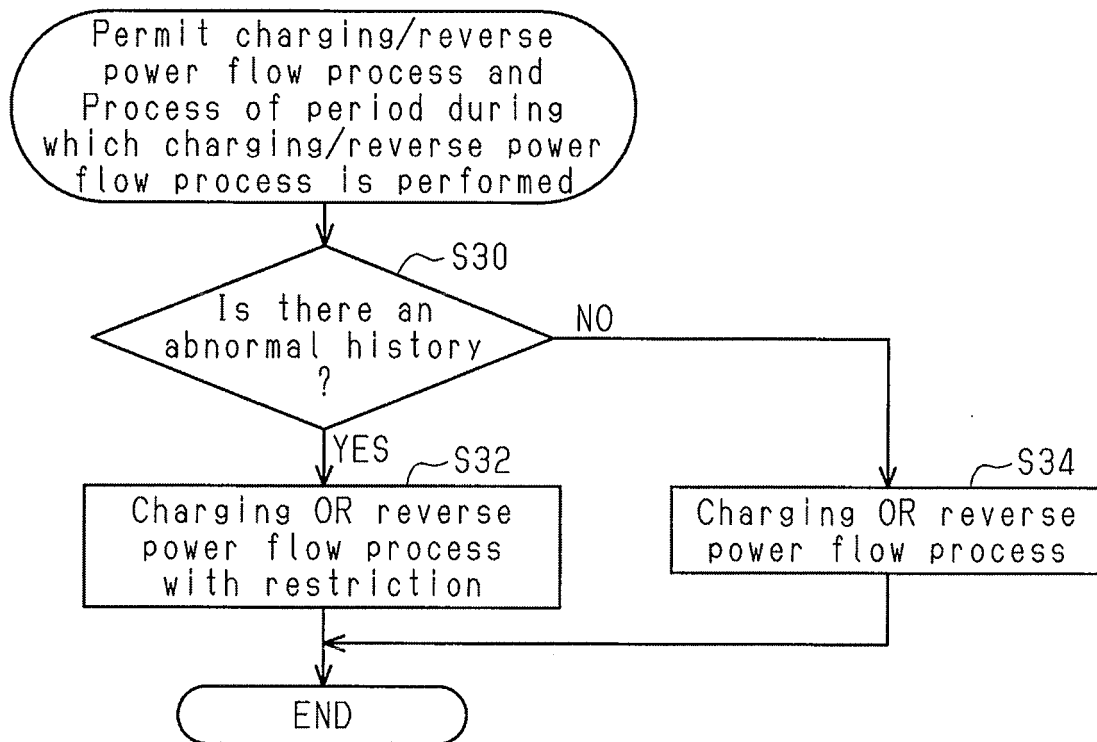 Permit charging/reverse
power flow process and
Process of period during
which charging/reverse power
flow process is performed
S30
Is there an
abnormal history
?
NO
YES
S32
Charging OR reverse
power flow process
with restriction
S34
Charging OR reverse
power flow process
END